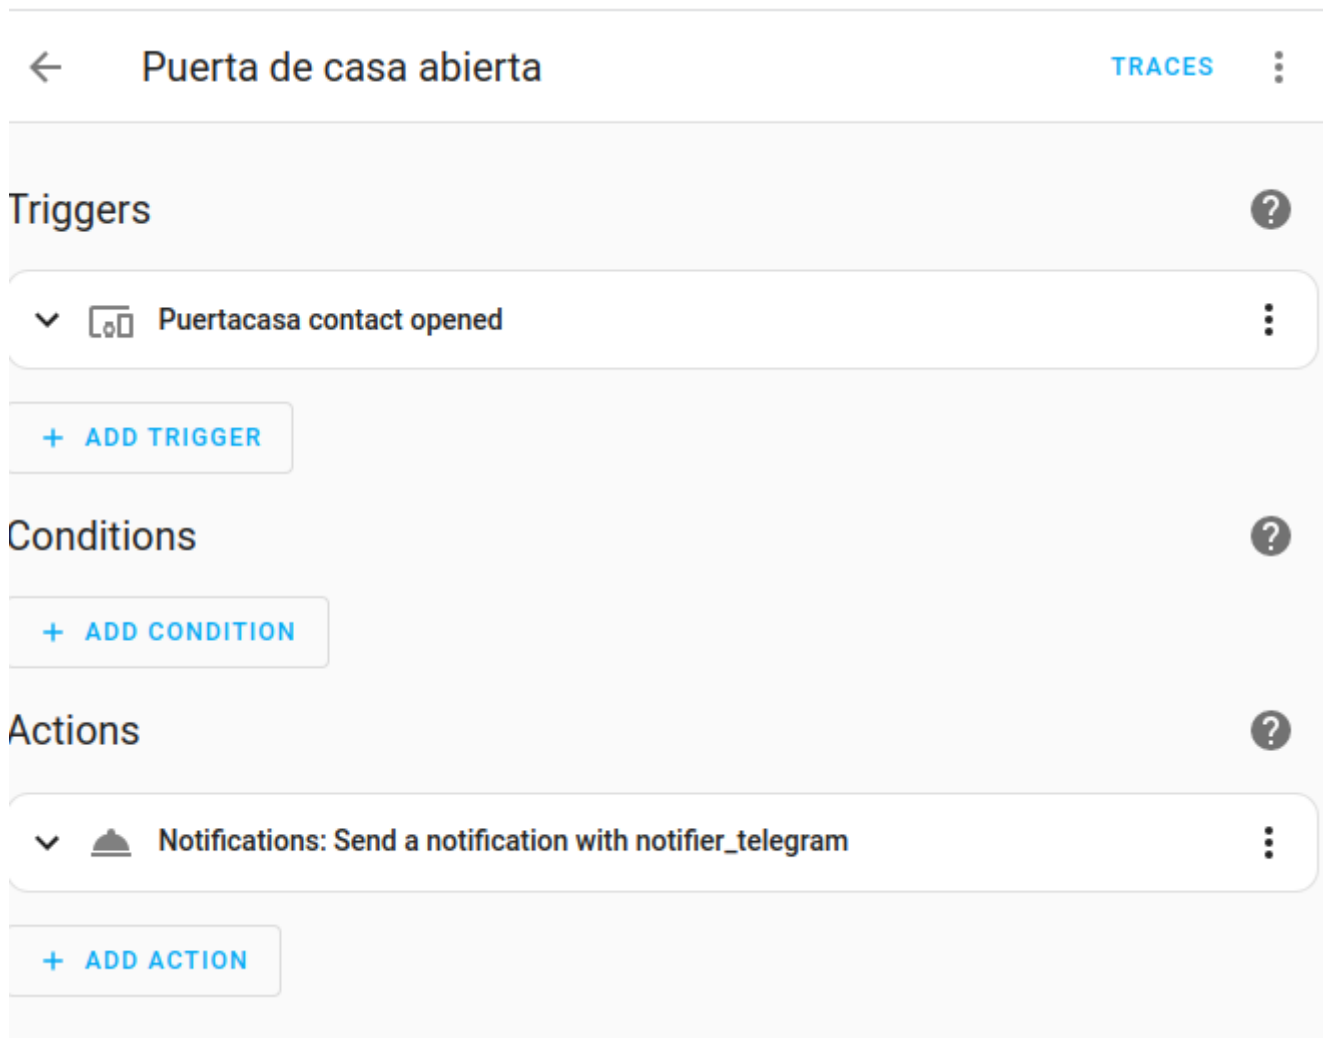 Puerta de casa abierta
TRACES
Triggers
Puertacasa contact opened
+ ADD TRIGGER
Conditions
+ ADD CONDITION
Actions
Notifications: Send a notification with notifier_telegram
+ ADD ACTION